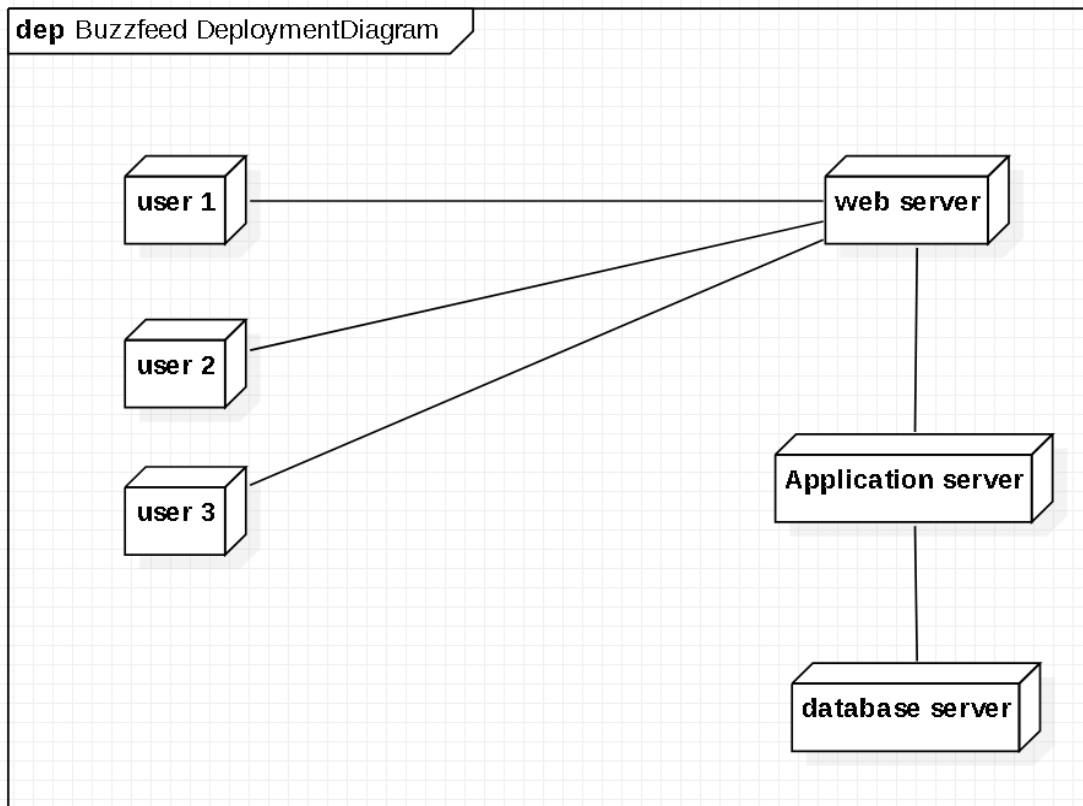 dep Buzzfeed DeploymentDiagram
user 1
web server
user 2
user 3
Application server
database server